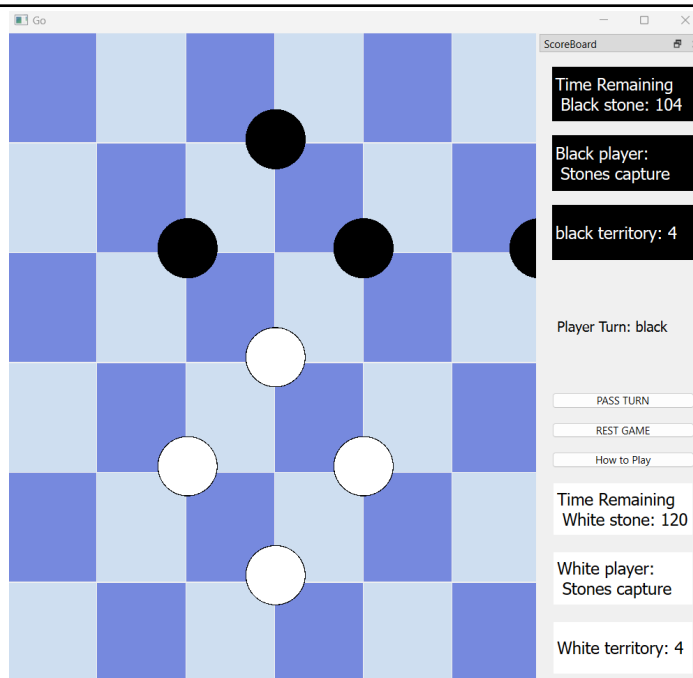 Go
ScoreBoard
Time Remaining
Black stone: 104
Black player:
Stones capture
black territory: 4
Player Turn: black
PASS TURN
REST GAME
How to Play
Time Remaining
White stone: 120
White player:
Stones capture
White territory: 4